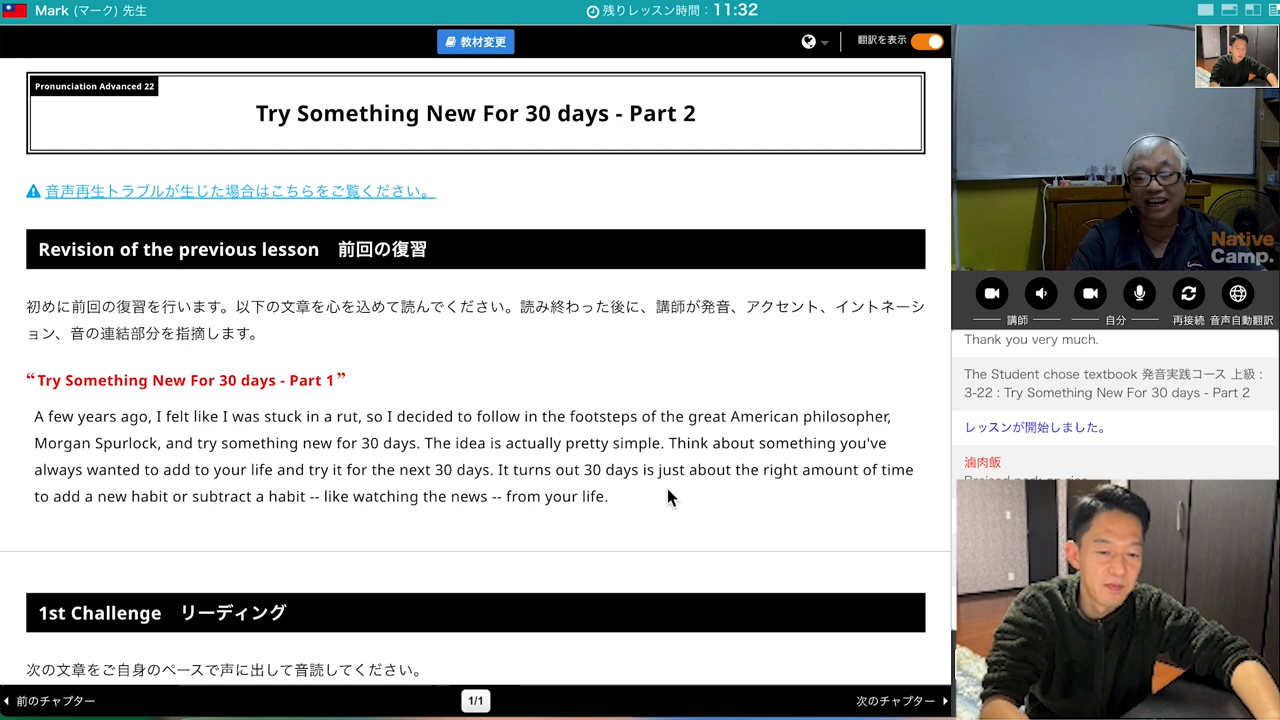 Mark (マーク) 先生
残りレッスン時間 : 11:32
教材変更
翻訳を表示
Pronunciation Advanced 22
Try Something New For 30 days - Part 2
音声再生トラブルが生じた場合はこちらをご覧ください。
Revision of the previous lesson 前回の復習
初めに前回の復習を行います。以下の文章を心を込めて読んでください。読み終わった後に、講師が発音、アクセント、イントネーシ
ョン、音の連結部分を指摘します。
“Try Something New For 30 days - Part 1”
A few years ago, I felt like I was stuck in a rut, so I decided to follow in the footsteps of the great American philosopher,
Morgan Spurlock, and try something new for 30 days. The idea is actually pretty simple. Think about something you've
always wanted to add to your life and try it for the next 30 days. It turns out 30 days is just about the right amount of time
to add a new habit or subtract a habit -- like watching the news -- from your life.
1st Challenge リーディング
次の文章をご自身のペースで声に出して音読してください。
前のチャプター
1/1
次のチャプター
Native
Camp.
講師 自分 再接続 音声自動翻訳
Thank you very much.
The Student chose textbook 発音実践コース 上級 :
3-22 : Try Something New For 30 days - Part 2
レッスンが開始しました。
滷肉飯
Braised pork on rice